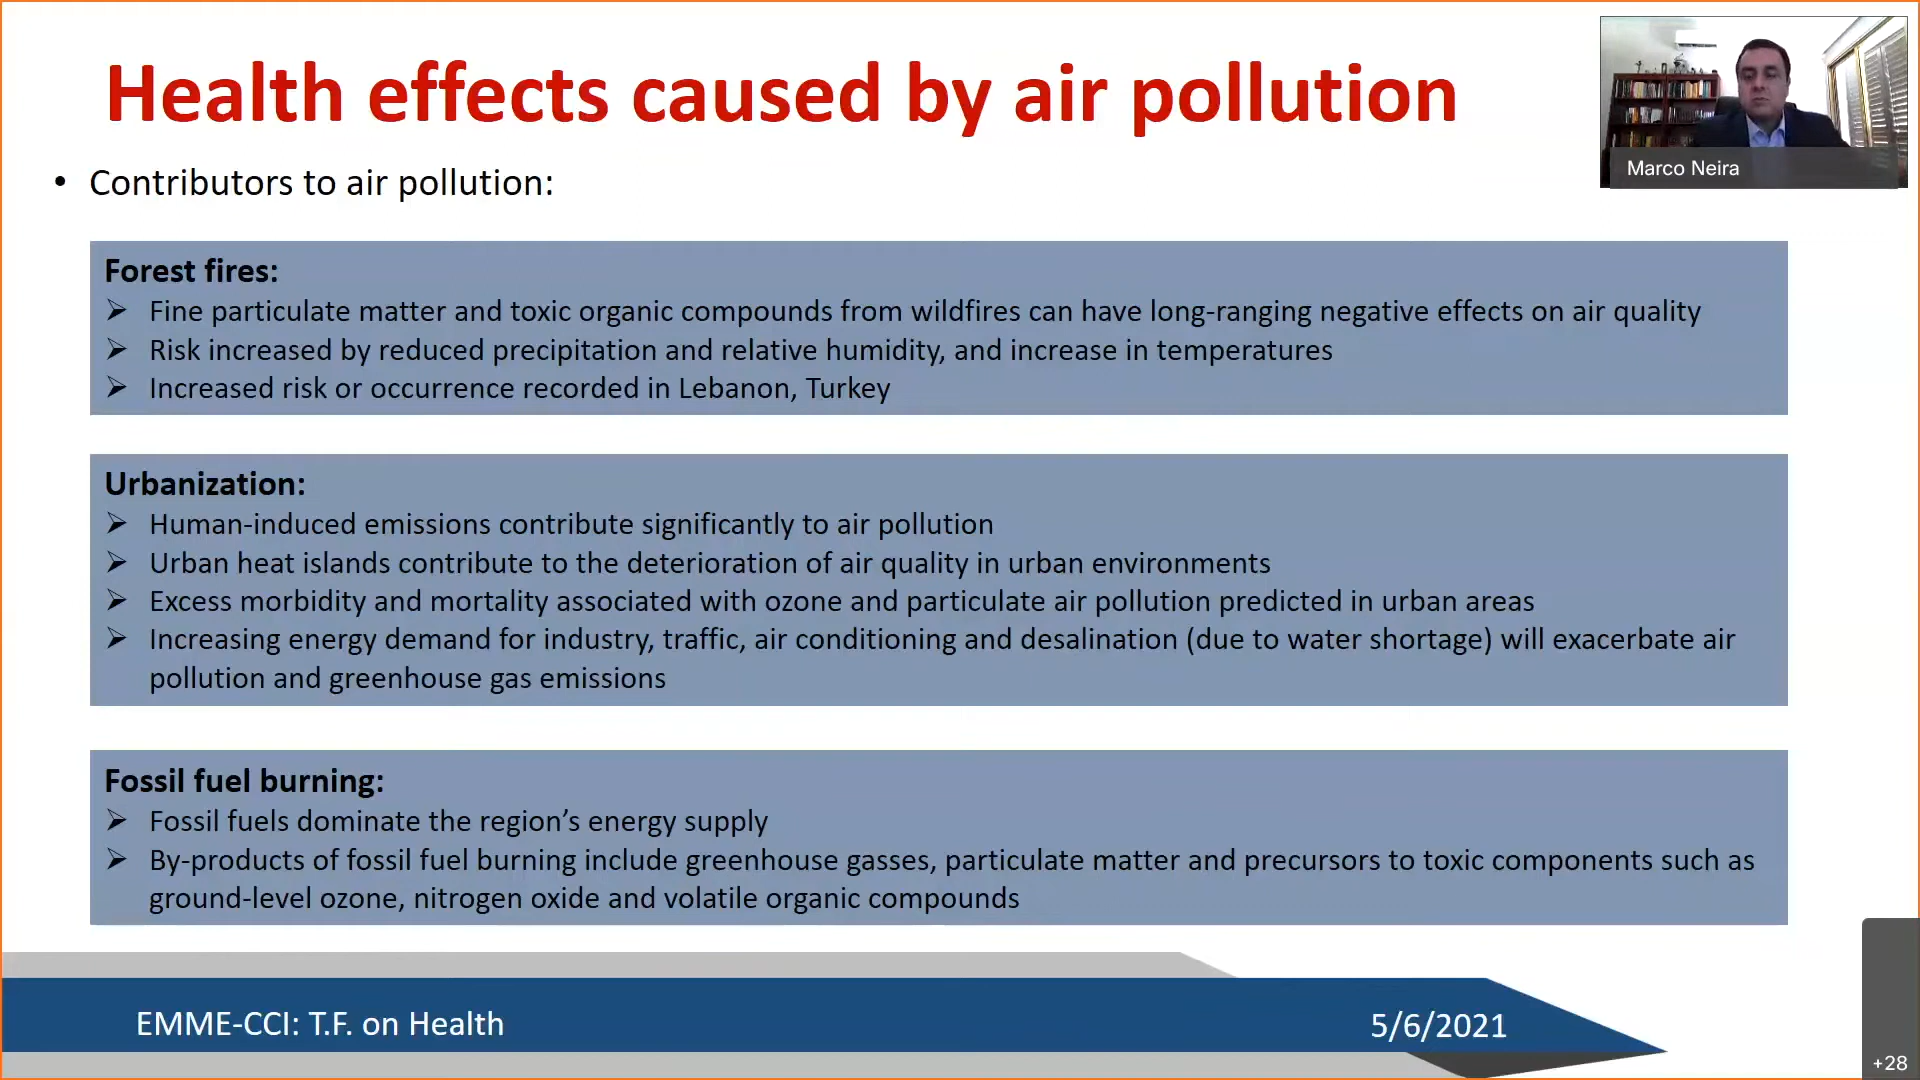 Health effects caused by air pollution
Marco Neira
• Contributors to air pollution:
Forest fires:
➢ Fine particulate matter and toxic organic compounds from wildfires can have long-ranging negative effects on air quality
➢ Risk increased by reduced precipitation and relative humidity, and increase in temperatures
➢ Increased risk or occurrence recorded in Lebanon, Turkey
Urbanization:
➢ Human-induced emissions contribute significantly to air pollution
➢ Urban heat islands contribute to the deterioration of air quality in urban environments
➢ Excess morbidity and mortality associated with ozone and particulate air pollution predicted in urban areas
➢ Increasing energy demand for industry, traffic, air conditioning and desalination (due to water shortage) will exacerbate air
pollution and greenhouse gas emissions
Fossil fuel burning:
➢ Fossil fuels dominate the region’s energy supply
➢ By-products of fossil fuel burning include greenhouse gasses, particulate matter and precursors to toxic components such as
ground-level ozone, nitrogen oxide and volatile organic compounds
EMME-CCI: T.F. on Health
5/6/2021
+28